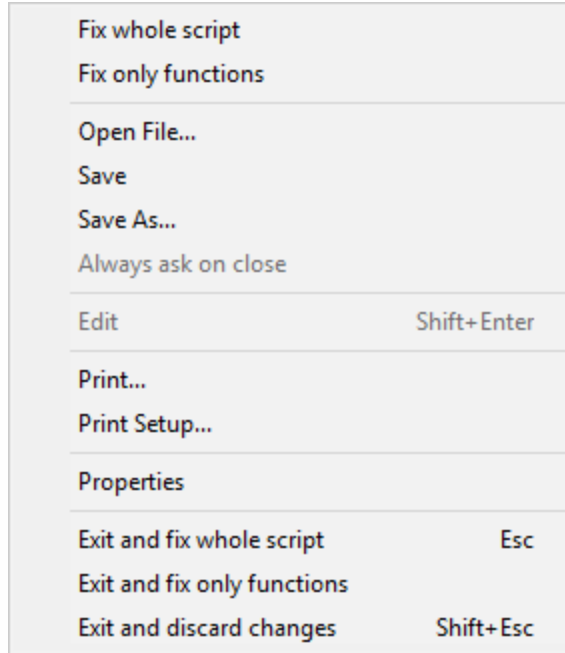 Fix whole script
Fix only functions
Open File...
Save
Save As...
Always ask on close
Edit Shift+Enter
Print...
Print Setup...
Properties
Exit and fix whole script Esc
Exit and fix only functions
Exit and discard changes Shift+Esc